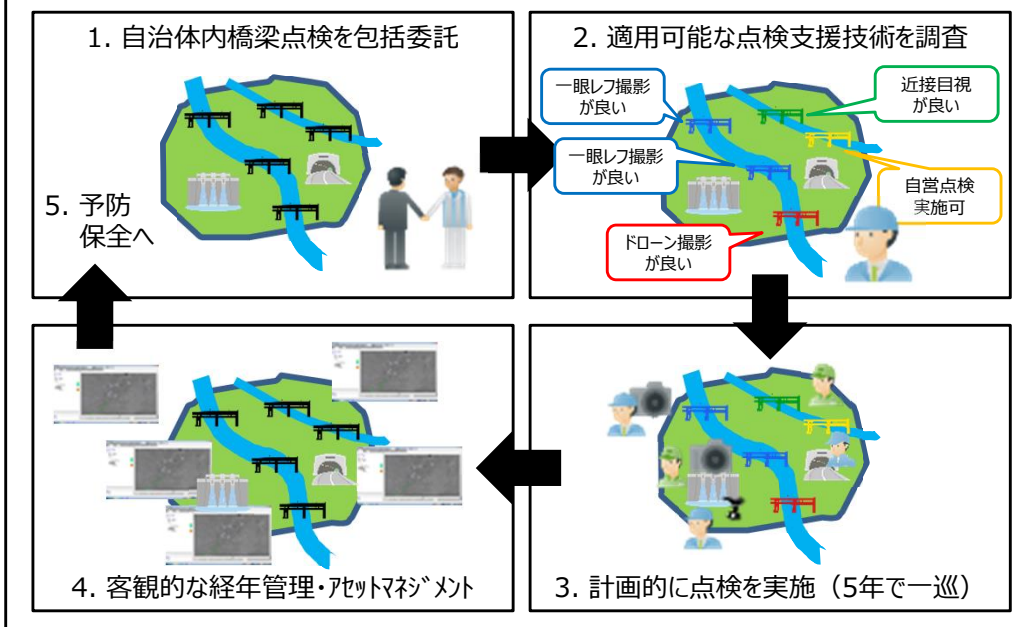 1. 自治体内橋梁点検を包括委託
2. 適用可能な点検支援技術を調査
一眼レフ撮影
が良い
近接目視
が良い
一眼レフ撮影
が良い
自営点検
実施可
ドローン撮影
が良い
5. 予防
保全へ
4. 客観的な経年管理・アセットマネジメント
3. 計画的に点検を実施（5年で一巡）